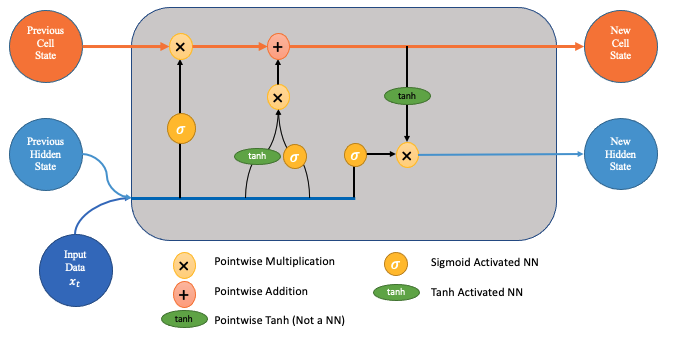 Previous
Cell
State
New
Cell
State
×
+
×
tanh
σ
Previous
Hidden
State
tanh
σ
σ
×
New
Hidden
State
Input
Data
x_t
× Pointwise Multiplication
σ Sigmoid Activated NN
+ Pointwise Addition
tanh Tanh Activated NN
tanh Pointwise Tanh (Not a NN)